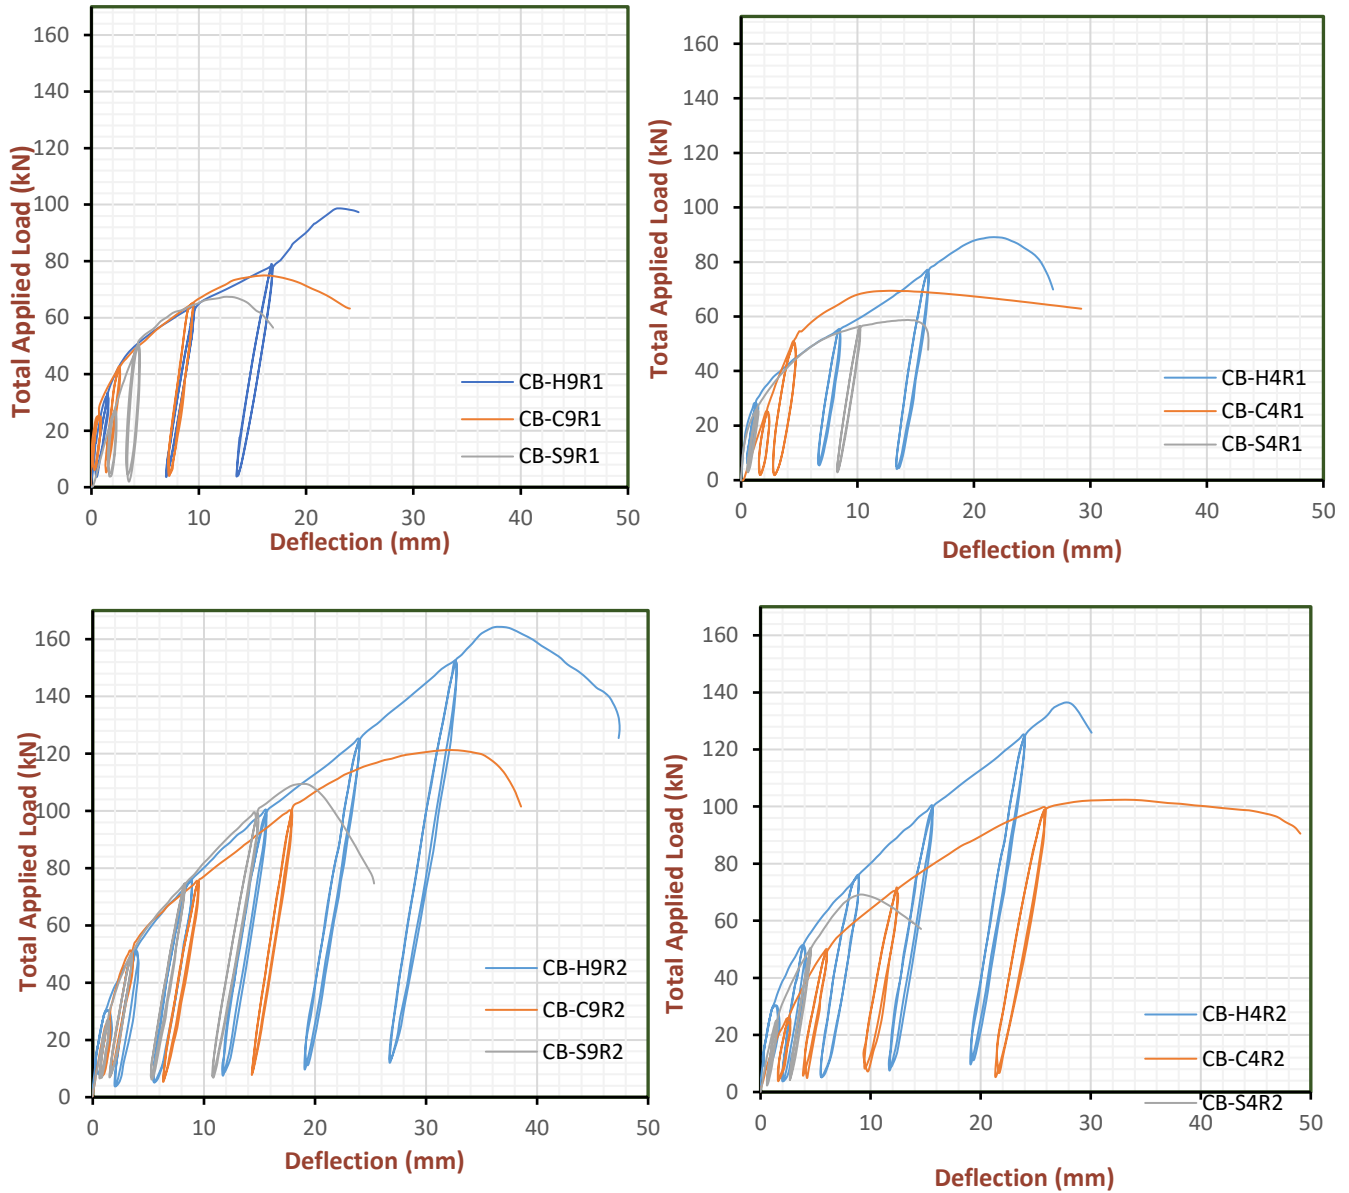 160
140
120
100
80
60
40
20
0
Total Applied Load (kN)
0 10 20 30 40 50
Deflection (mm)
CB-H9R1
CB-C9R1
CB-S9R1
160
140
120
100
80
60
40
20
0
Total Applied Load (kN)
0 10 20 30 40 50
Deflection (mm)
CB-H4R1
CB-C4R1
CB-S4R1
160
140
120
100
80
60
40
20
0
Total Applied Load (kN)
0 10 20 30 40 50
Deflection (mm)
CB-H9R2
CB-C9R2
CB-S9R2
160
140
120
100
80
60
40
20
0
Total Applied Load (kN)
0 10 20 30 40 50
Deflection (mm)
CB-H4R2
CB-C4R2
CB-S4R2